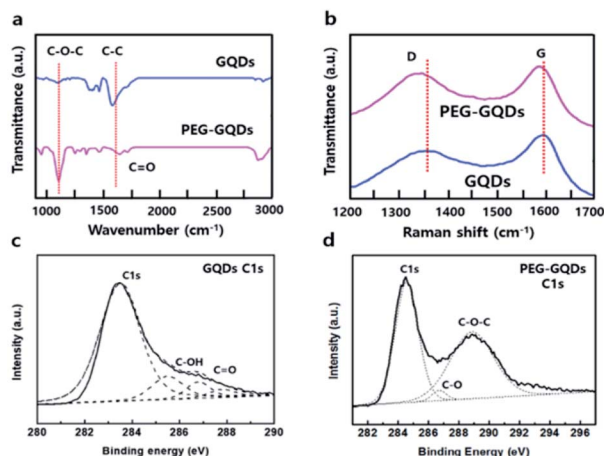 a
C-O-C
C-C
GQDs
PEG-GQDs
C=O
Transmittance (a.u.)
1000 1500 2000 2500 3000
Wavenumber (cm⁻¹)
b
D
G
PEG-GQDs
GQDs
Transmittance (a.u.)
1200 1300 1400 1500 1600 1700
Raman shift (cm⁻¹)
c
GQDs C1s
C1s
C-OH
C=O
Intensity (a.u.)
280 282 284 286 288 290
Binding energy (eV)
d
PEG-GQDs
C1s
C1s
C-O-C
C-O
Intensity (a.u.)
282 284 286 288 290 292 294 296
Binding Energy (eV)